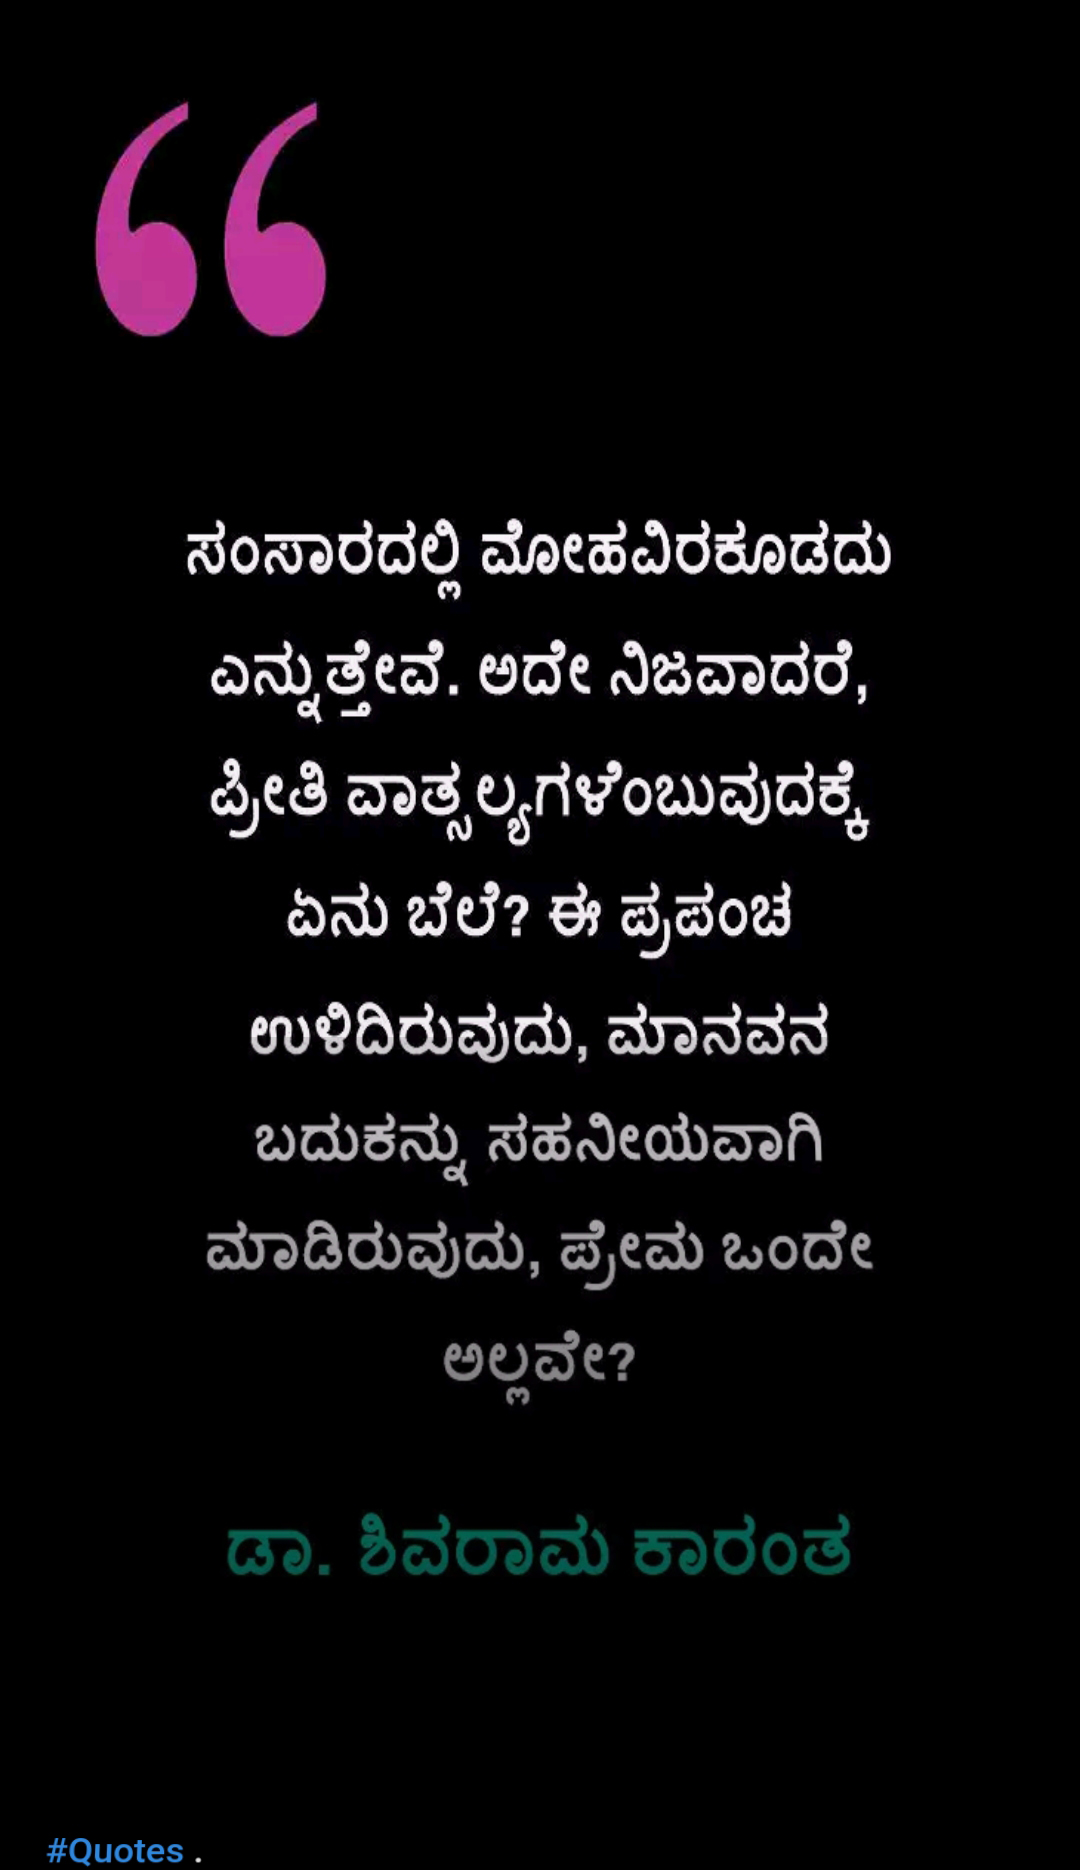 “
ಸಂಸಾರದಲ್ಲಿ ಮೋಹವಿರಕೂಡದು
ಎನ್ನುತ್ತೇವೆ. ಅದೇ ನಿಜವಾದರೆ,
ಪ್ರೀತಿ ವಾತ್ಸಲ್ಯಗಳೆಂಬುವುದಕ್ಕೆ
ಏನು ಬೆಲೆ? ಈ ಪ್ರಪಂಚ
ಉಳಿದಿರುವುದು, ಮಾನವನ
ಬದುಕನ್ನು ಸಹನೀಯವಾಗಿ
ಮಾಡಿರುವುದು, ಪ್ರೇಮ ಒಂದೇ
ಅಲ್ಲವೇ?
ಡಾ. ಶಿವರಾಮ ಕಾರಂತ
#Quotes .